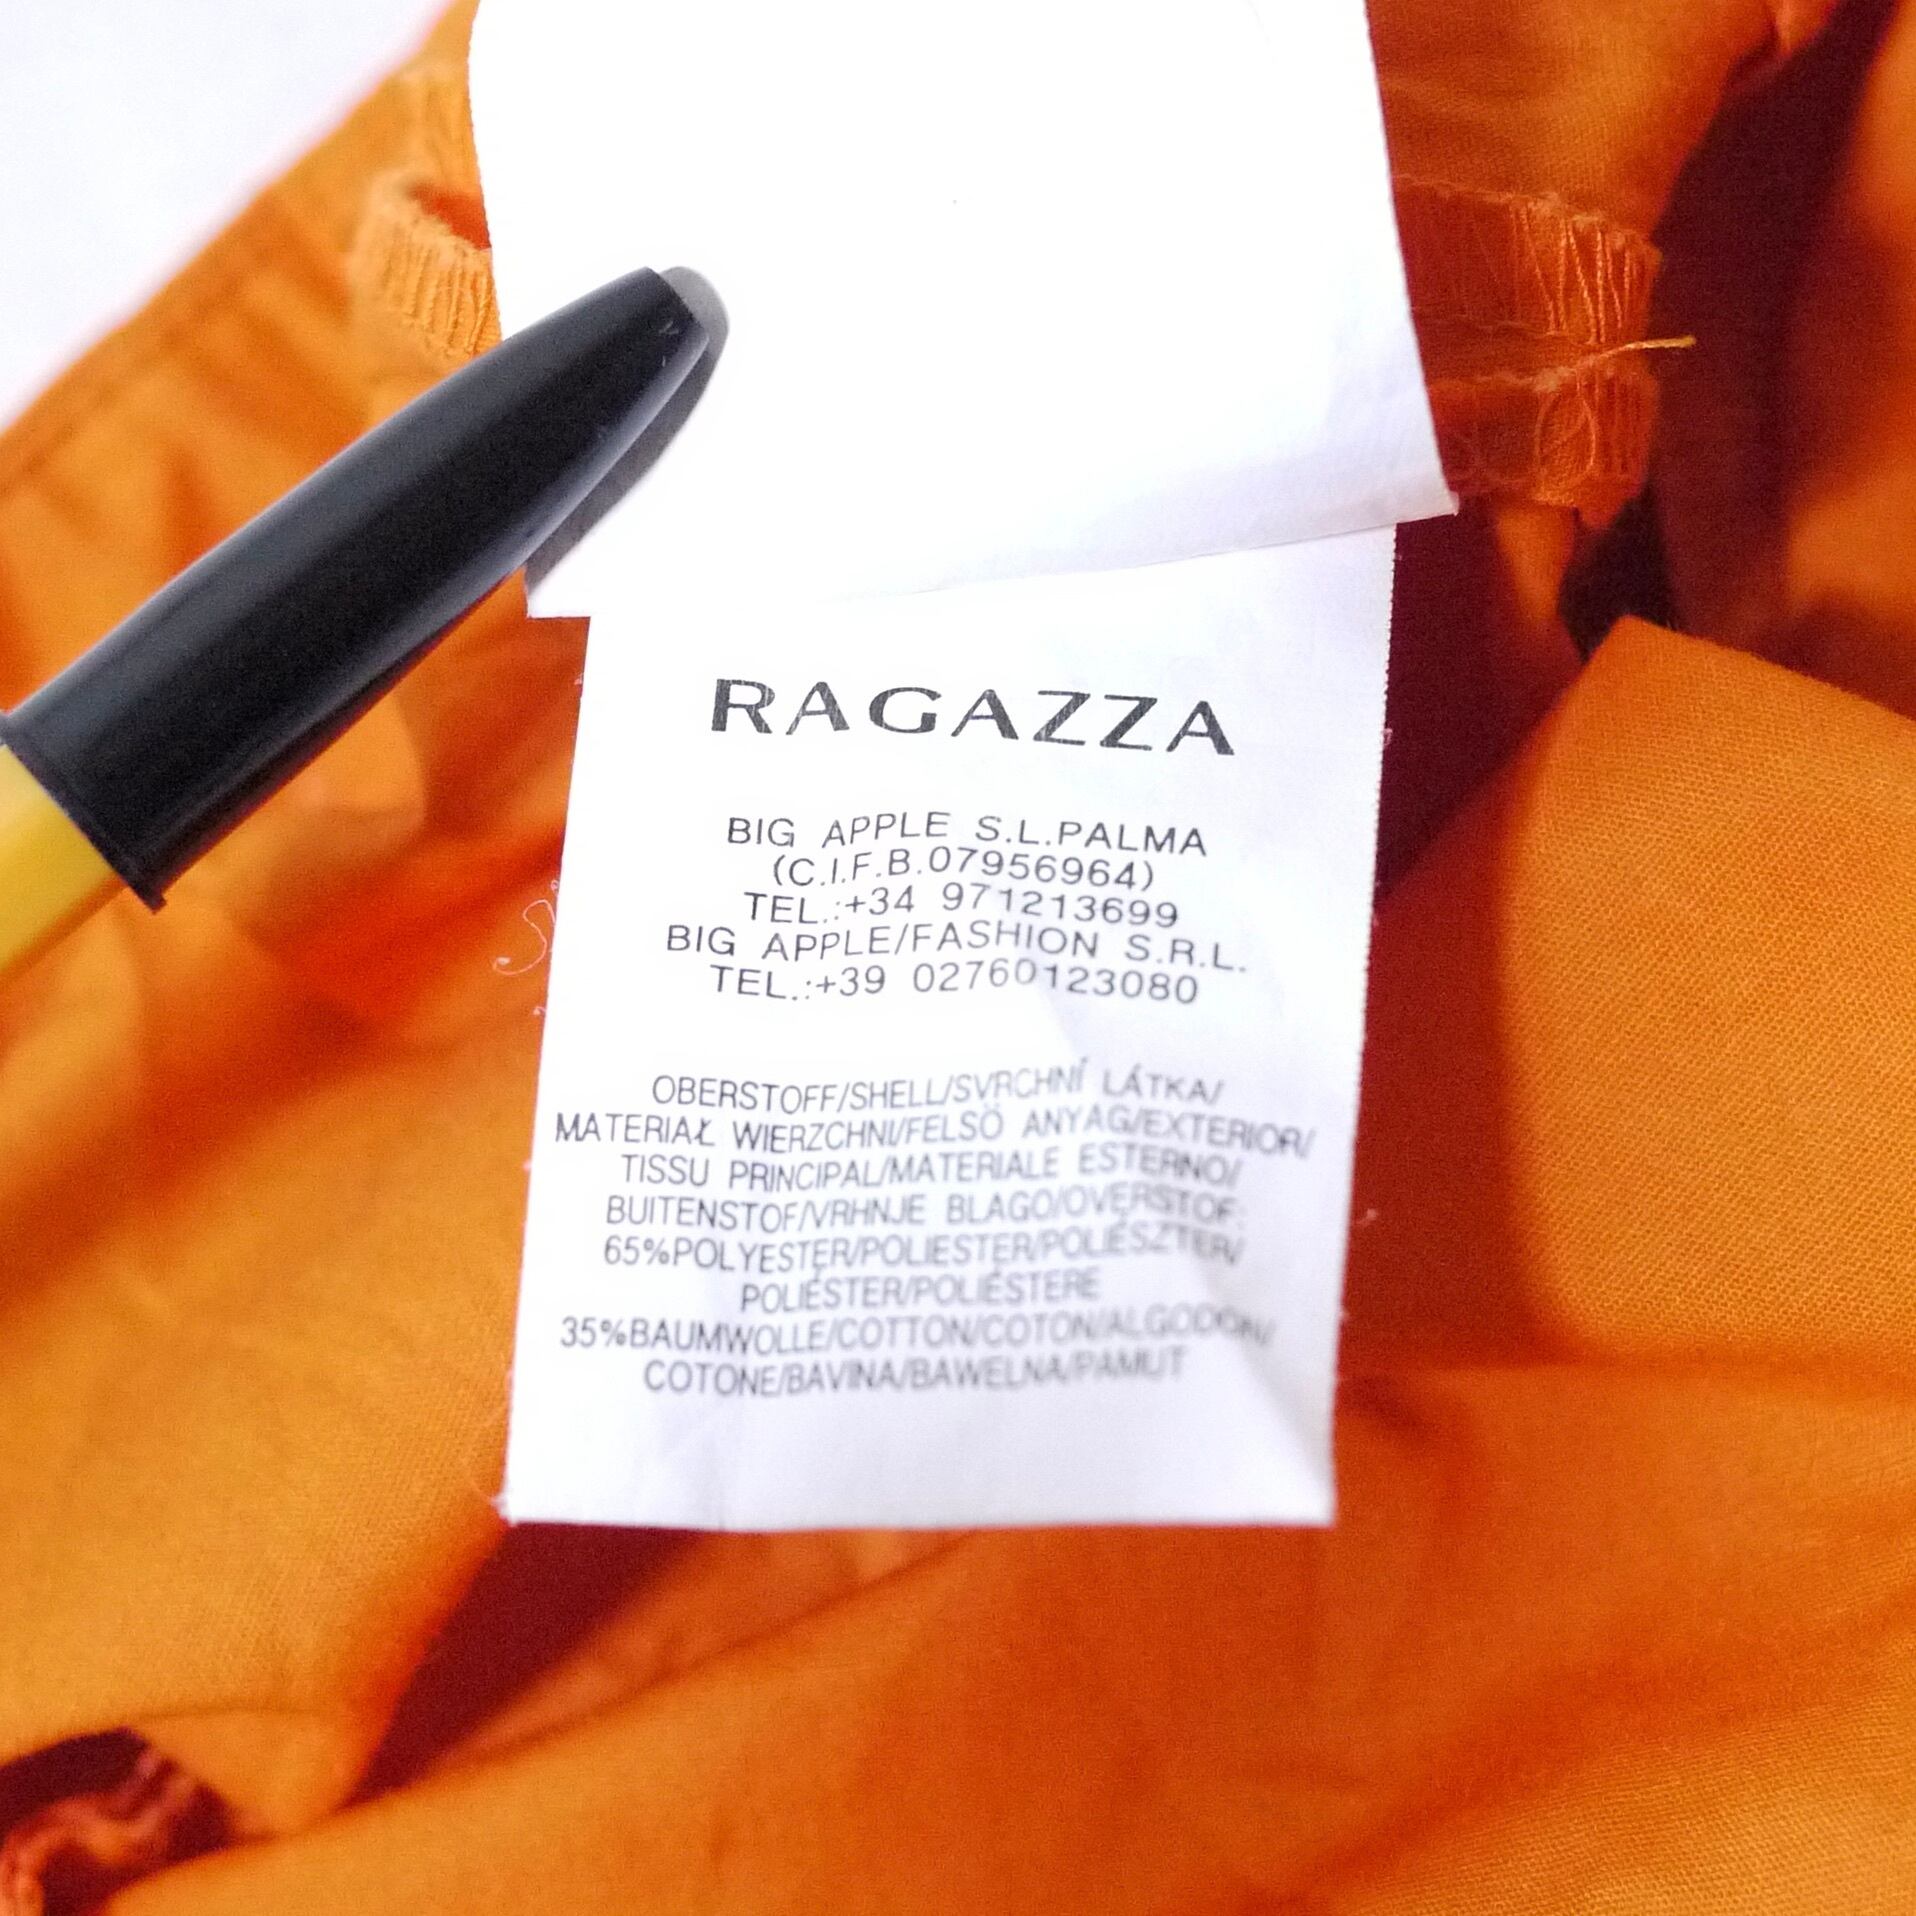 RAGAZZA
BIG APPLE S.L.PALMA
(C.I.F.B.07956964)
TEL.:+34 971213699
BIG APPLE/FASHION S.R.L.
TEL.:+39 02760123080
OBERSTOFF/SHELL/SVRCHNÍ LÁTKA/
MATERIAŁ WIERZCHNI/FELSÖ ANYAG/EXTERIOR/
TISSU PRINCIPAL/MATERIALE ESTERNO/
BUITENSTOF/VRHNJE BLAGO/OVERSTOF:
65%POLYESTER/POLIESTER/POLIÉSZTER/
POLIÉSTER/POLIÉSTERE
35%BAUMWOLLE/COTTON/COTON/ALGODON/
COTONE/BAVINA/BAWELNA/PAMUT